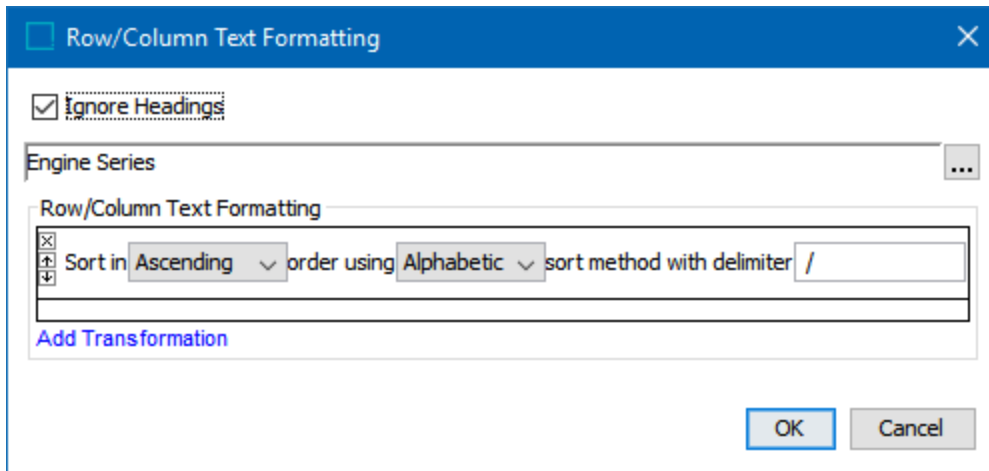 Row/Column Text Formatting
Ignore Headings
Engine Series
...
Row/Column Text Formatting
Sort in Ascending order using Alphabetic sort method with delimiter /
Add Transformation
OK Cancel